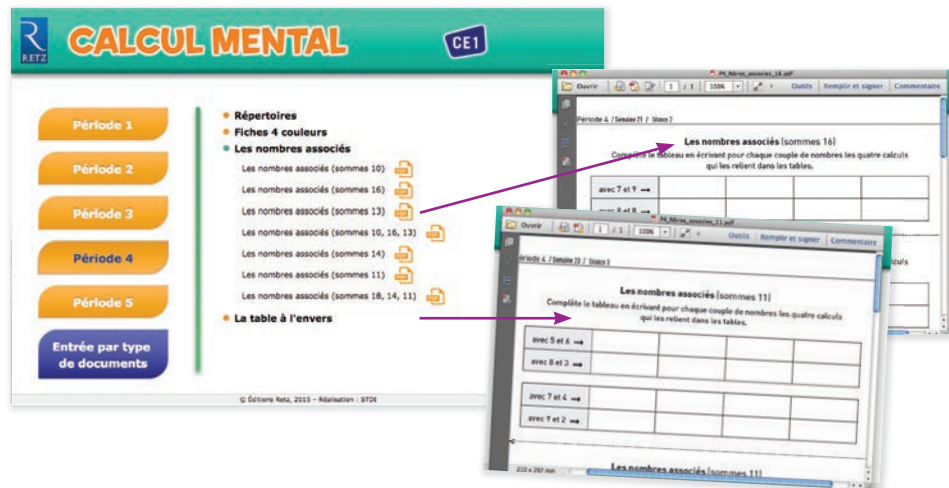 RETZ
CALCUL MENTAL
CE1
Période 1
Période 2
Période 3
Période 4
Période 5
Entrée par type
de documents
Répertoires
Fiches 4 couleurs
Les nombres associés
Les nombres associés (sommes 10)
Les nombres associés (sommes 16)
Les nombres associés (sommes 13)
Les nombres associés (sommes 10, 16, 13)
Les nombres associés (sommes 14)
Les nombres associés (sommes 11)
Les nombres associés (sommes 18, 14, 11)
La table à l'envers
© Éditions Retz, 2015 - Réalisation : STDI
P4_Nbres_associes_16.pdf
Ouvrir 1 / 1 100% Outils Remplir et signer Commentaire
Période 4 / Semaine 21 / Séance 2
Les nombres associés (sommes 16)
Complète le tableau en écrivant pour chaque couple de nombres les quatre calculs
qui les relient dans les tables.
avec 7 et 9
avec 8 et 8
P4_Nbres_associes_11.pdf
Ouvrir 1 / 1 100% Outils Remplir et signer Commentaire
ériode 4 / Semaine 23 / Séance
Les nombres associés (sommes 11)
Complète le tableau en écrivant pour chaque couple de nombres les quatre calculs
qui les relient dans les tables.
avec 5 et 6
avec 8 et 3
avec 7 et 4
avec 9 et 2
Les nombres associés (sommes 11)
210 x 297 mm